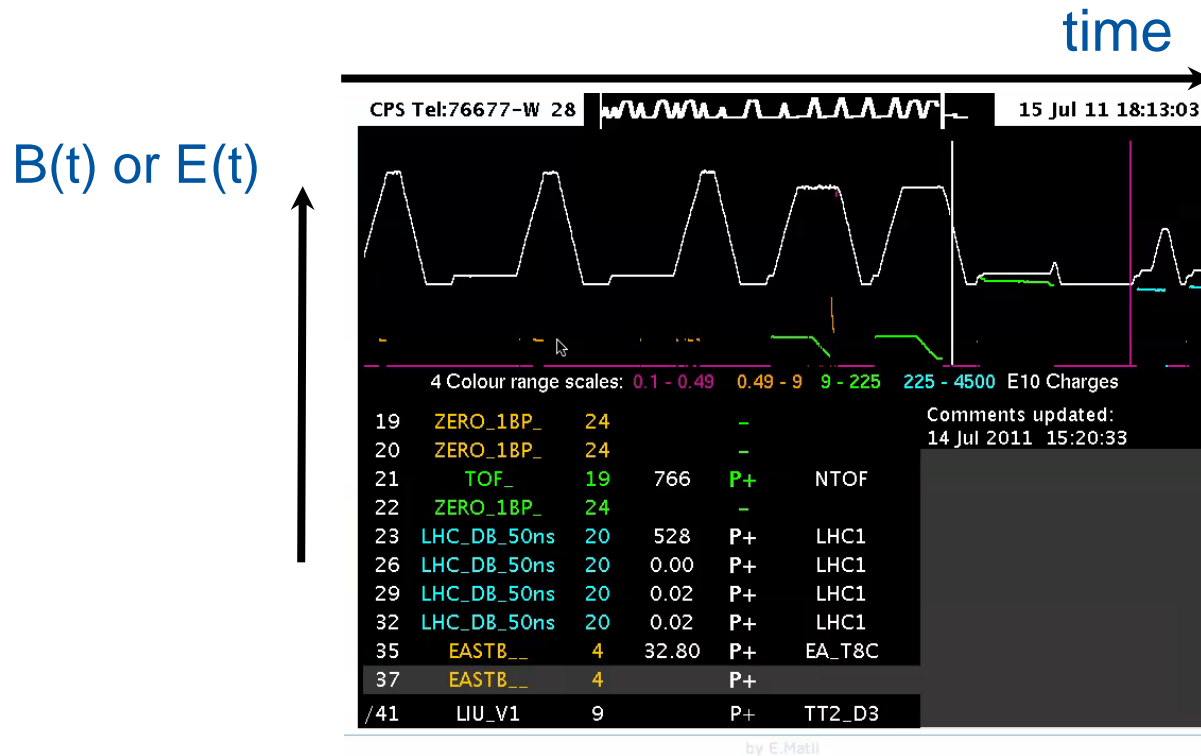 time
CPS Tel:76677-W 28 15 Jul 11 18:13:03
B(t) or E(t)
4 Colour range scales: 0.1 - 0.49 0.49 - 9 9 - 225 225 - 4500 E10 Charges
Comments updated:
14 Jul 2011 15:20:33
19 ZERO_1BP_ 24 -
20 ZERO_1BP_ 24 -
21 TOF_ 19 766 P+ NTOF
22 ZERO_1BP_ 24 -
23 LHC_DB_50ns 20 528 P+ LHC1
26 LHC_DB_50ns 20 0.00 P+ LHC1
29 LHC_DB_50ns 20 0.02 P+ LHC1
32 LHC_DB_50ns 20 0.02 P+ LHC1
35 EASTB__ 4 32.80 P+ EA_T8C
37 EASTB__ 4 P+
/41 LIU_V1 9 P+ TT2_D3
by E.Matli